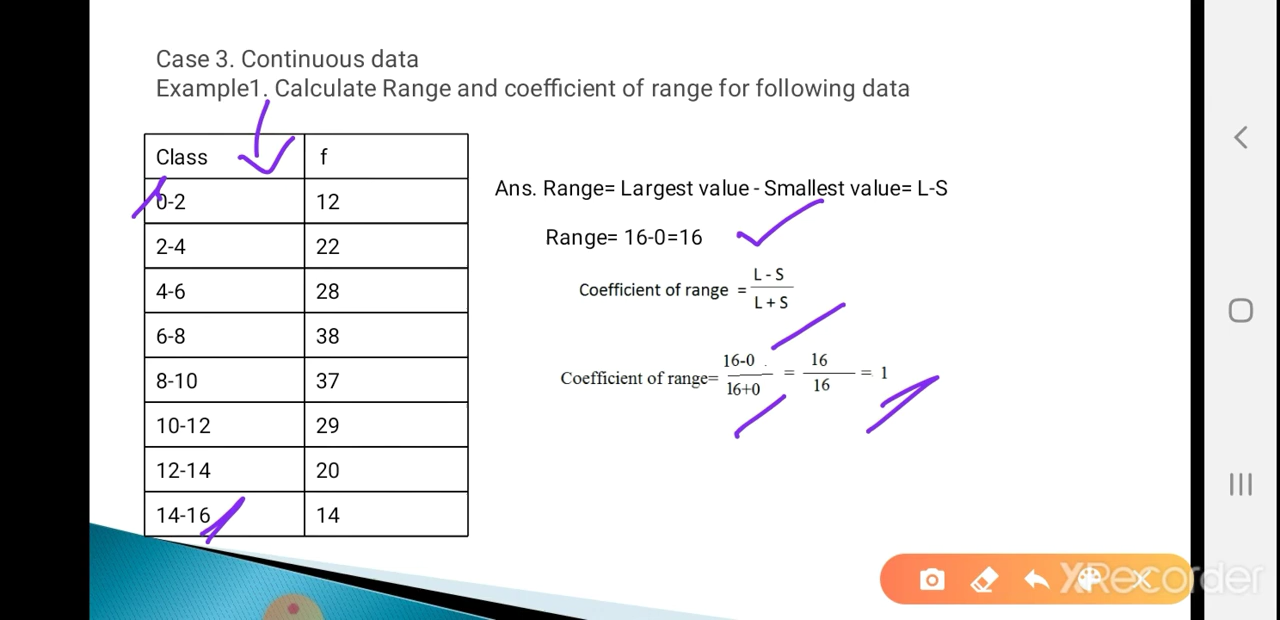 Case 3. Continuous data
Example1. Calculate Range and coefficient of range for following data
Class f
0-2 12
2-4 22
4-6 28
6-8 38
8-10 37
10-12 29
12-14 20
14-16 14
Ans. Range= Largest value - Smallest value= L-S
Range= 16-0=16
Coefficient of range = L - S
L + S
Coefficient of range= 16-0 = 16 = 1
16+0 16
XRecorder